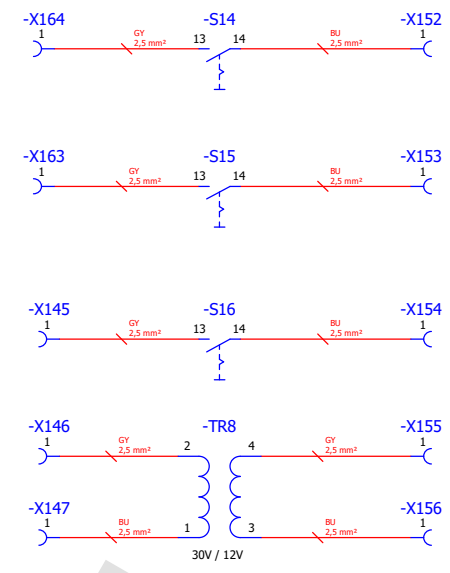 -X164 -S14 -X152
1 GY 13 14 BU 1
2,5 mm² 2,5 mm²
-X163 -S15 -X153
1 GY 13 14 BU 1
2,5 mm² 2,5 mm²
-X145 -S16 -X154
1 GY 13 14 BU 1
2,5 mm² 2,5 mm²
-X146 -TR8 -X155
1 GY 2 4 GY 1
2,5 mm² 2,5 mm²
-X147 -X156
1 BU 1 3 BU 1
2,5 mm² 2,5 mm²
30V / 12V